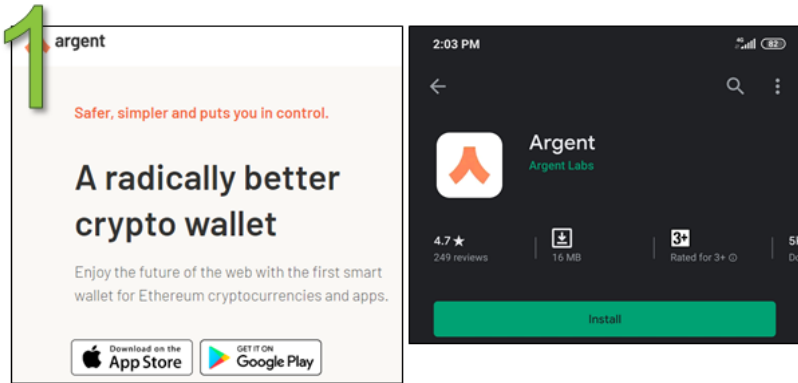 1
argent
Safer, simpler and puts you in control.
A radically better
crypto wallet
Enjoy the future of the web with the first smart
wallet for Ethereum cryptocurrencies and apps.
Download on the
App Store
GET IT ON
Google Play
2:03 PM
4G
82
Argent
Argent Labs
4.7★
249 reviews
16 MB
3+
Rated for 3+
Install